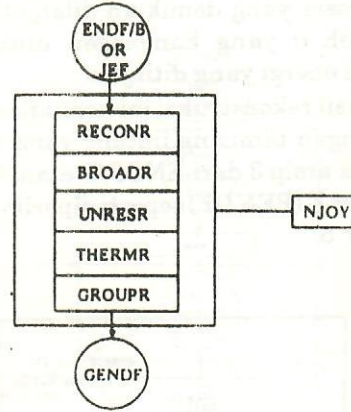 ENDF/B
OR
JEF
RECONR
BROADR
UNRESR
THERMR
GROUPR
NJOY
GENDF